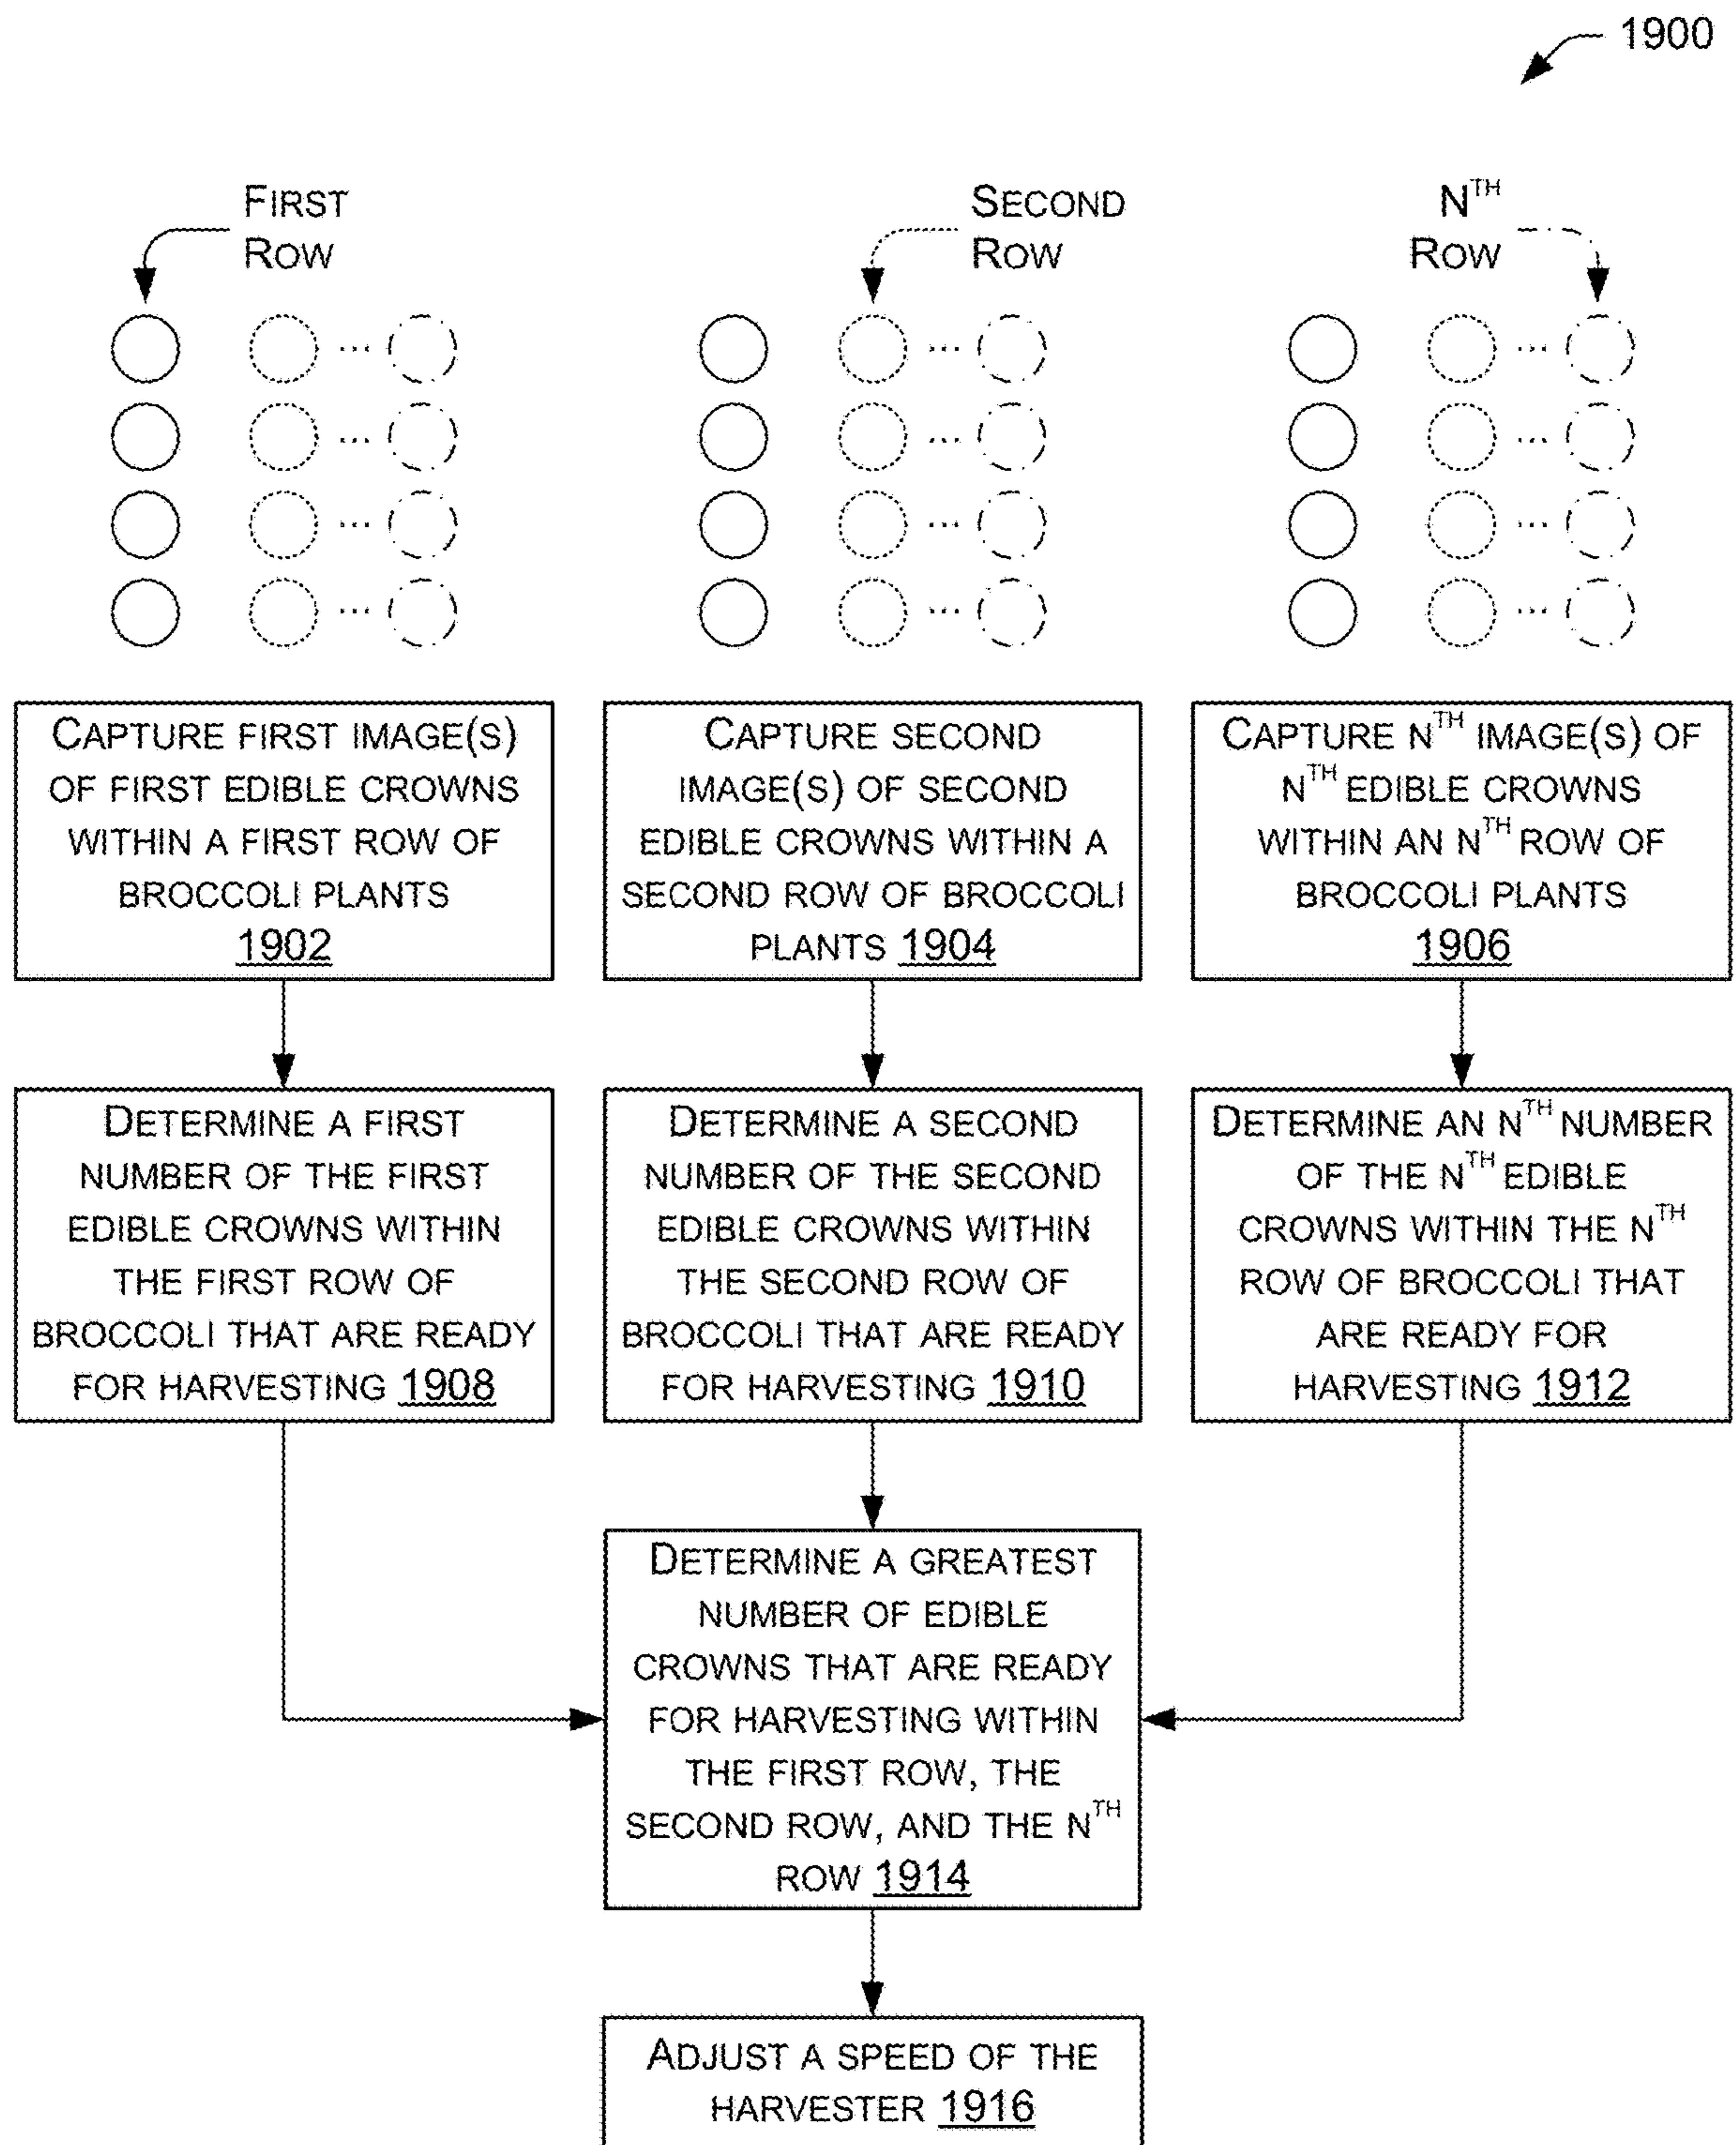 1900
FIRST
ROW
SECOND
ROW
NTH
ROW
... ... ...
... ... ...
... ... ...
... ... ...
CAPTURE FIRST IMAGE(S)
OF FIRST EDIBLE CROWNS
WITHIN A FIRST ROW OF
BROCCOLI PLANTS
1902
CAPTURE SECOND
IMAGE(S) OF SECOND
EDIBLE CROWNS WITHIN A
SECOND ROW OF BROCCOLI
PLANTS 1904
CAPTURE NTH IMAGE(S) OF
NTH EDIBLE CROWNS
WITHIN AN NTH ROW OF
BROCCOLI PLANTS
1906
DETERMINE A FIRST
NUMBER OF THE FIRST
EDIBLE CROWNS WITHIN
THE FIRST ROW OF
BROCCOLI THAT ARE READY
FOR HARVESTING 1908
DETERMINE A SECOND
NUMBER OF THE SECOND
EDIBLE CROWNS WITHIN
THE SECOND ROW OF
BROCCOLI THAT ARE READY
FOR HARVESTING 1910
DETERMINE AN NTH NUMBER
OF THE NTH EDIBLE
CROWNS WITHIN THE NTH
ROW OF BROCCOLI THAT
ARE READY FOR
HARVESTING 1912
DETERMINE A GREATEST
NUMBER OF EDIBLE
CROWNS THAT ARE READY
FOR HARVESTING WITHIN
THE FIRST ROW, THE
SECOND ROW, AND THE NTH
ROW 1914
ADJUST A SPEED OF THE
HARVESTER 1916